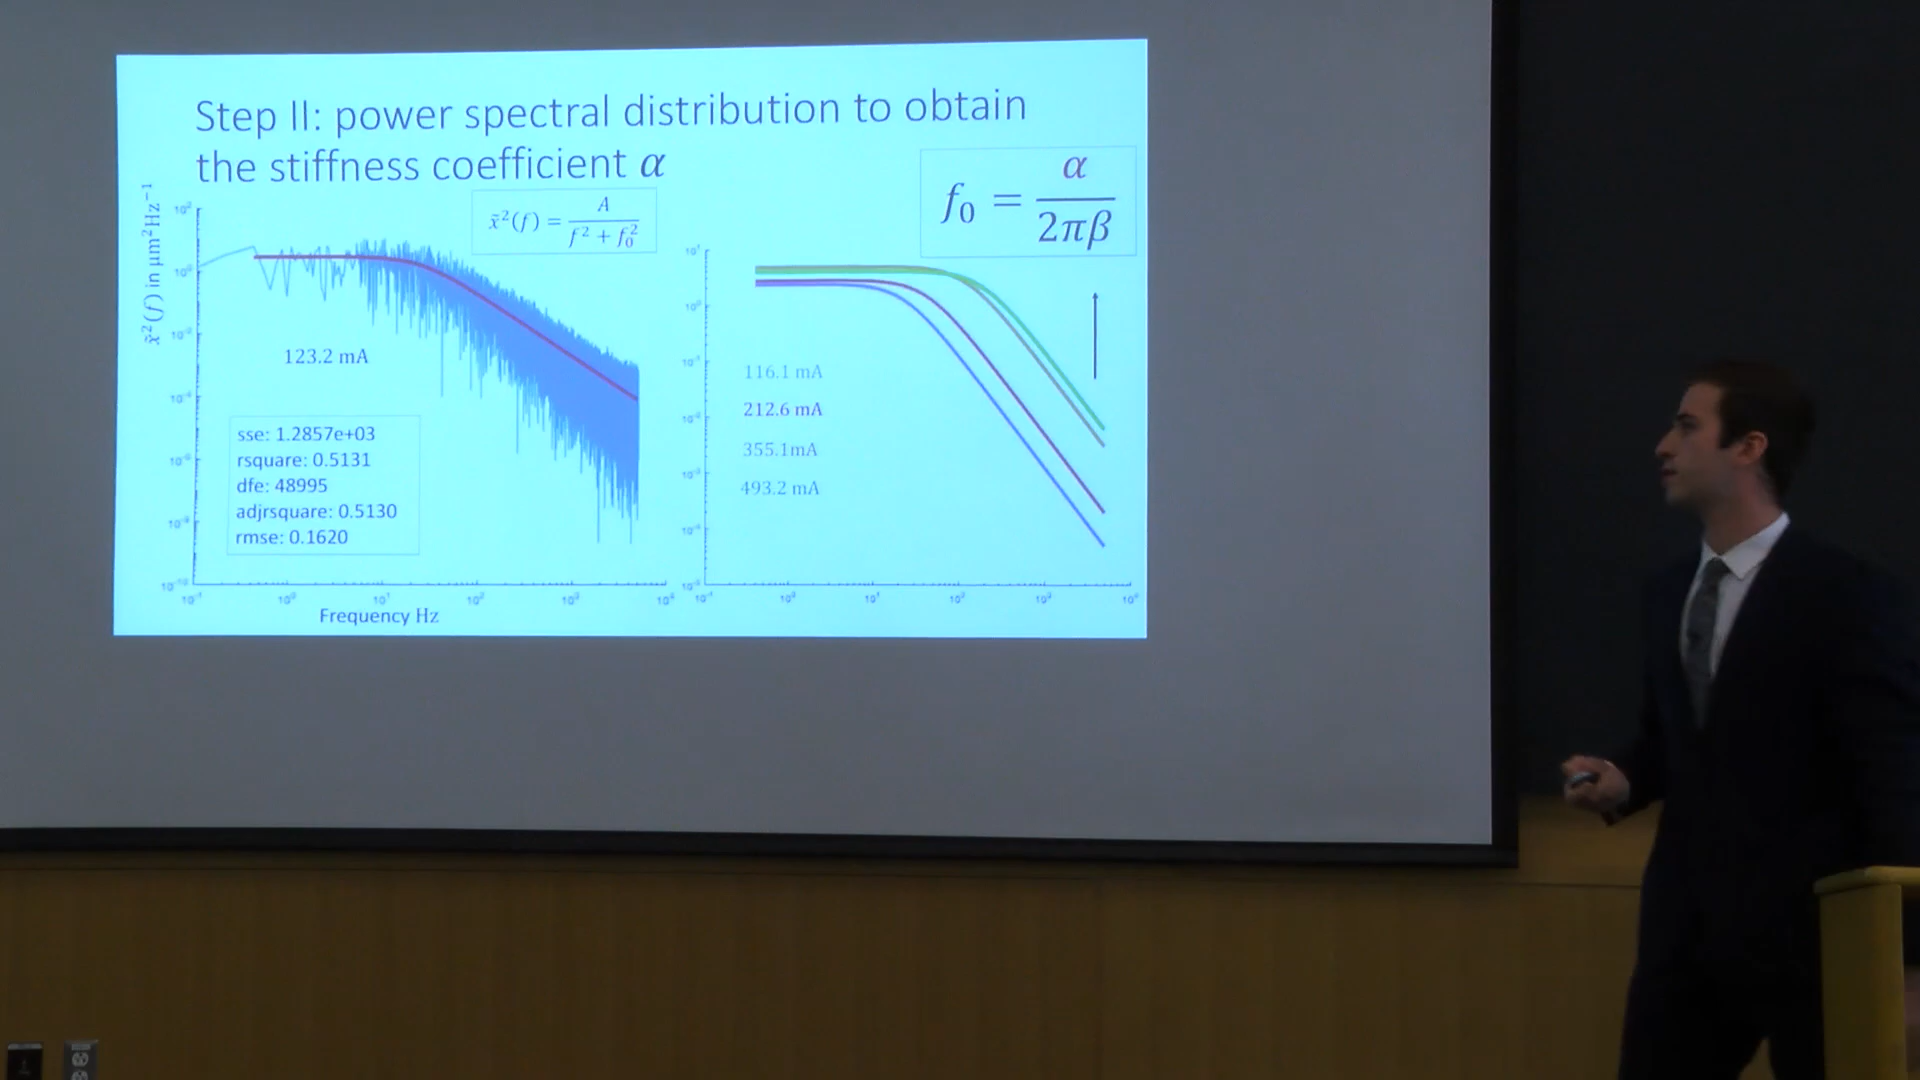 Step II: power spectral distribution to obtain
the stiffness coefficient α
x̃²(f) = A / (f² + f₀²)
f₀ = α / 2πβ
x̃²(f) in μm²Hz⁻¹
123.2 mA
sse: 1.2857e+03
rsquare: 0.5131
dfe: 48995
adjrsquare: 0.5130
rmse: 0.1620
Frequency Hz
116.1 mA
212.6 mA
355.1mA
493.2 mA